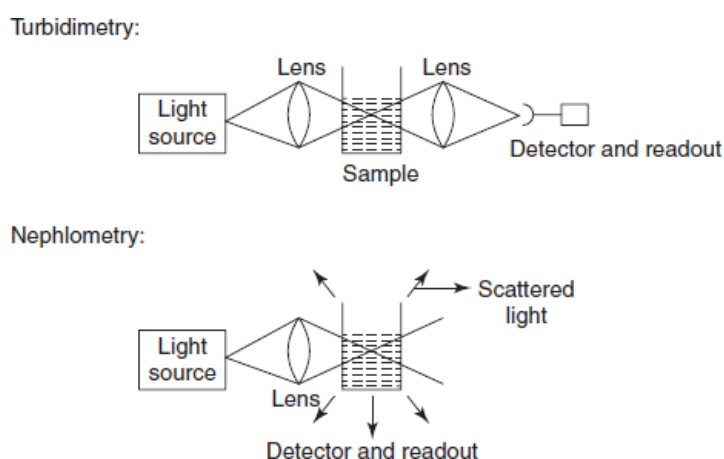 Turbidimetry:
Lens
Lens
Light
source
Sample
Detector and readout
Nephlometry:
Scattered
light
Light
source
Lens
Detector and readout